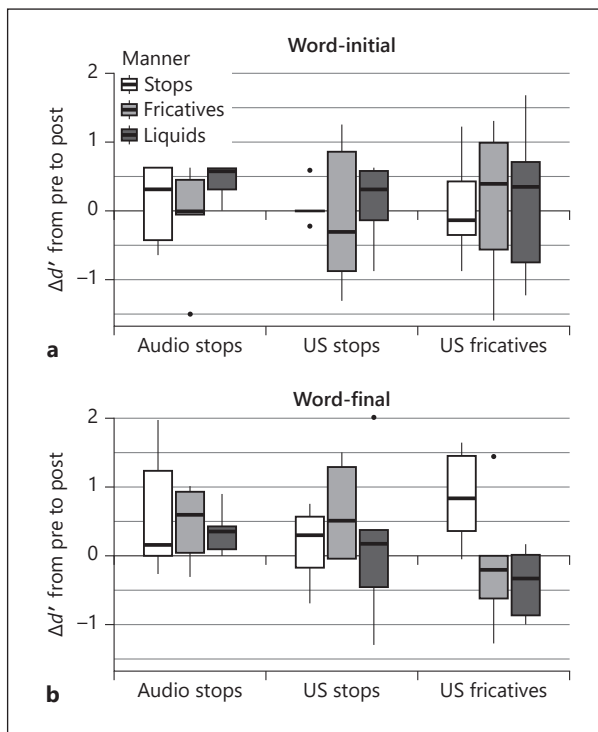 Word-initial
Manner
Stops
Fricatives
Liquids
2
1
0
–1
Δd′ from pre to post
a
Audio stops US stops US fricatives
Word-final
2
1
0
–1
Δd′ from pre to post
b
Audio stops US stops US fricatives